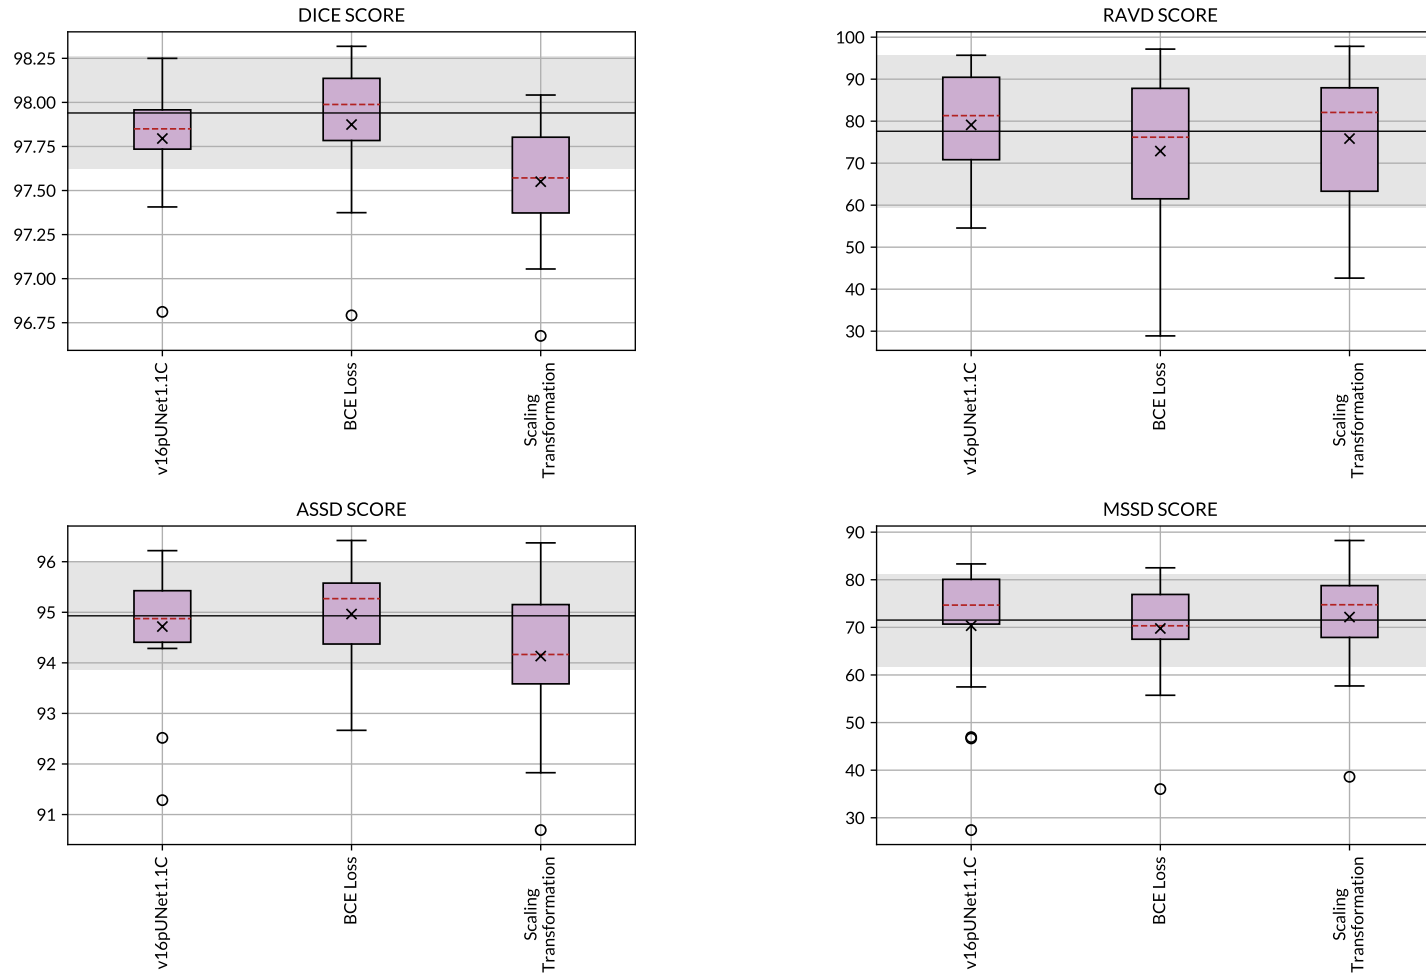 DICE SCORE
98.25
98.00
97.75
97.50
97.25
97.00
96.75
v16pUNet1.1C
BCE Loss
Scaling
Transformation
RAVD SCORE
100
90
80
70
60
50
40
30
v16pUNet1.1C
BCE Loss
Scaling
Transformation
ASSD SCORE
96
95
94
93
92
91
v16pUNet1.1C
BCE Loss
Scaling
Transformation
MSSD SCORE
90
80
70
60
50
40
30
v16pUNet1.1C
BCE Loss
Scaling
Transformation